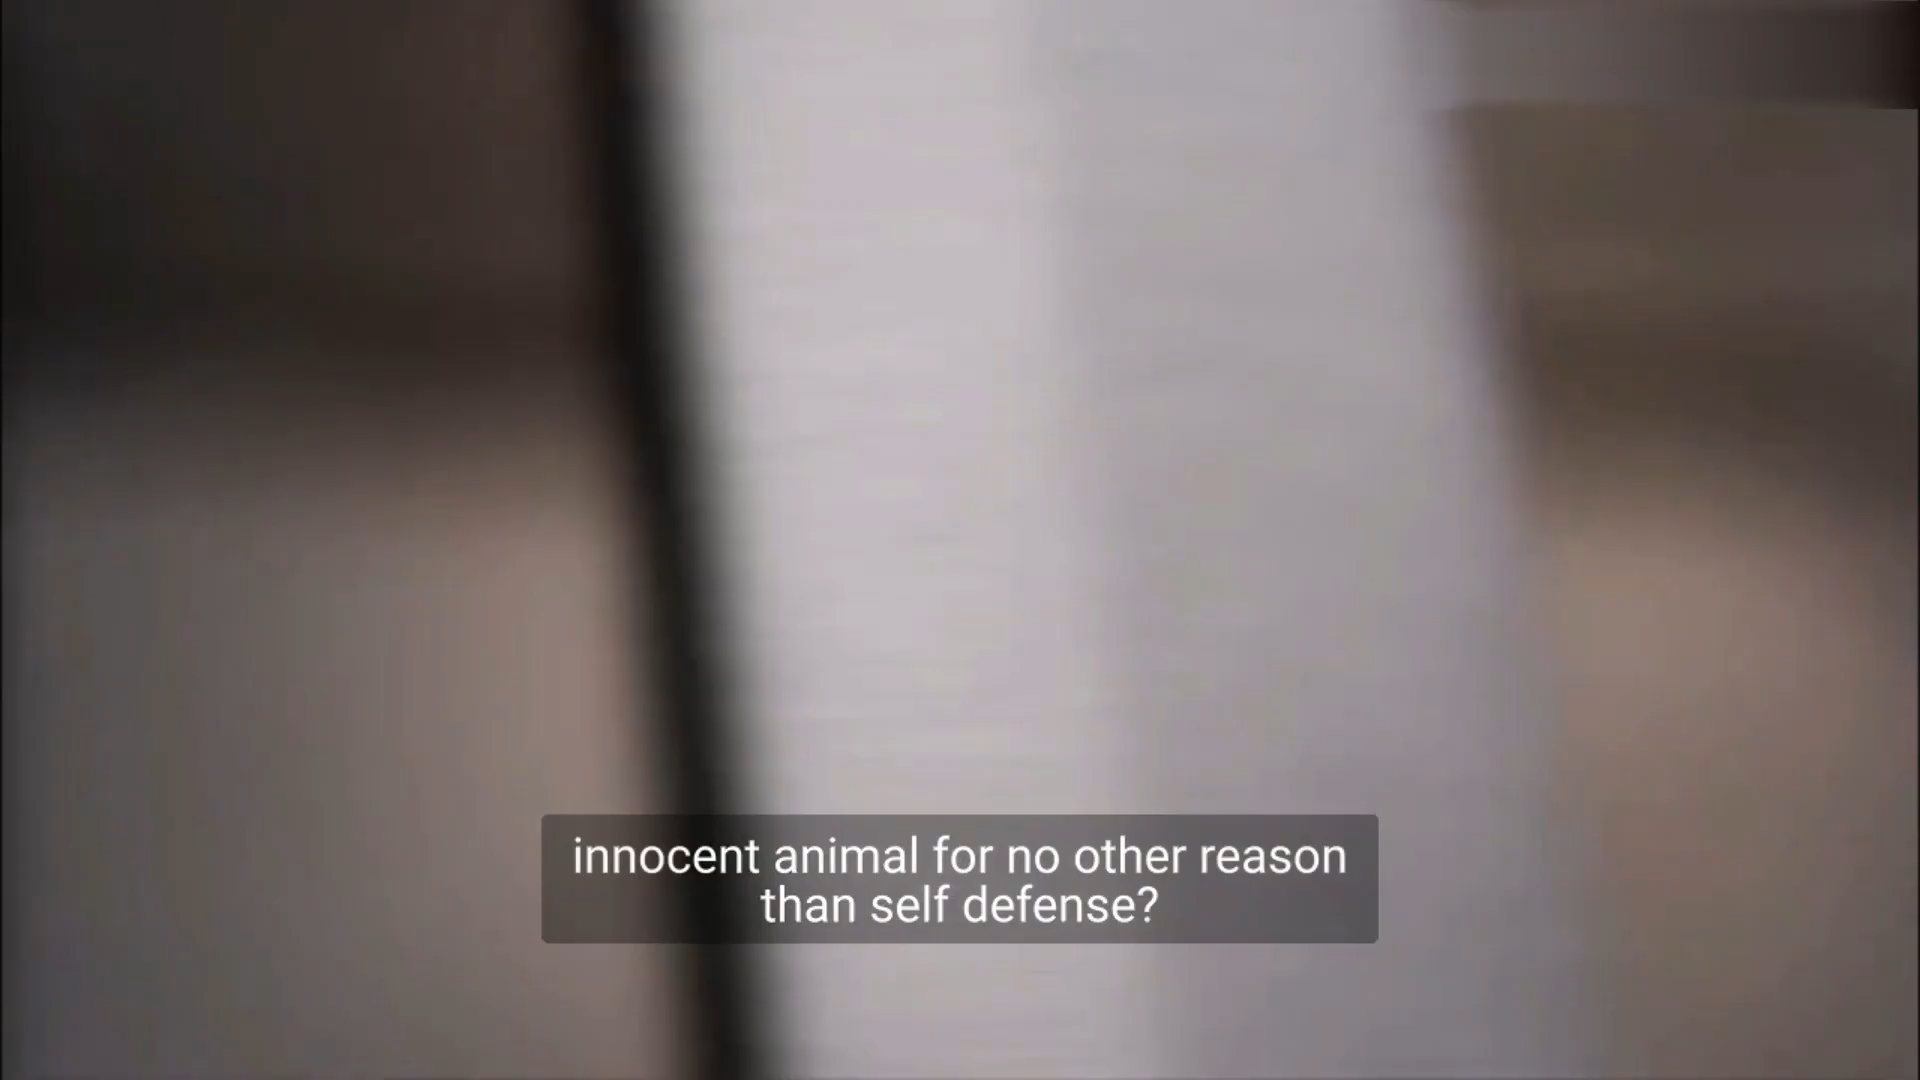 innocent animal for no other reason
than self defense?